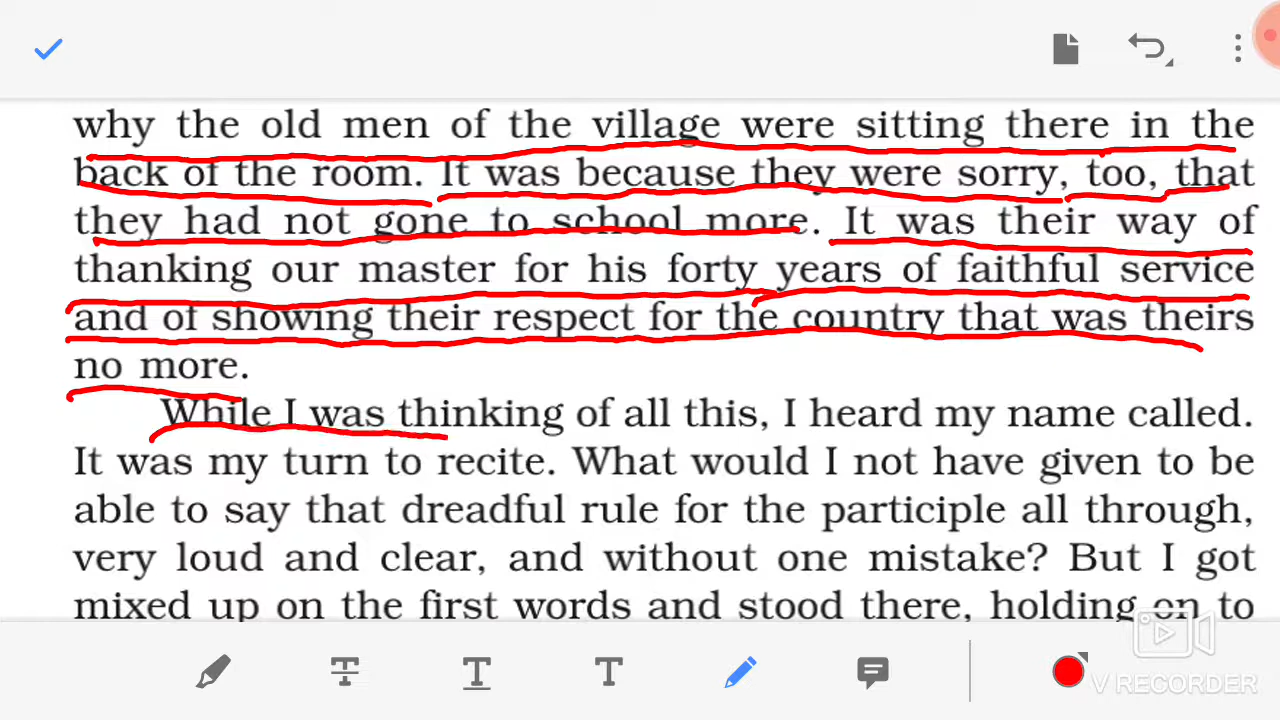 why the old men of the village were sitting there in the
back of the room. It was because they were sorry, too, that
they had not gone to school more. It was their way of
thanking our master for his forty years of faithful service
and of showing their respect for the country that was theirs
no more.
While I was thinking of all this, I heard my name called.
It was my turn to recite. What would I not have given to be
able to say that dreadful rule for the participle all through,
very loud and clear, and without one mistake? But I got
mixed up on the first words and stood there, holding on to
T T T
V RECORDER